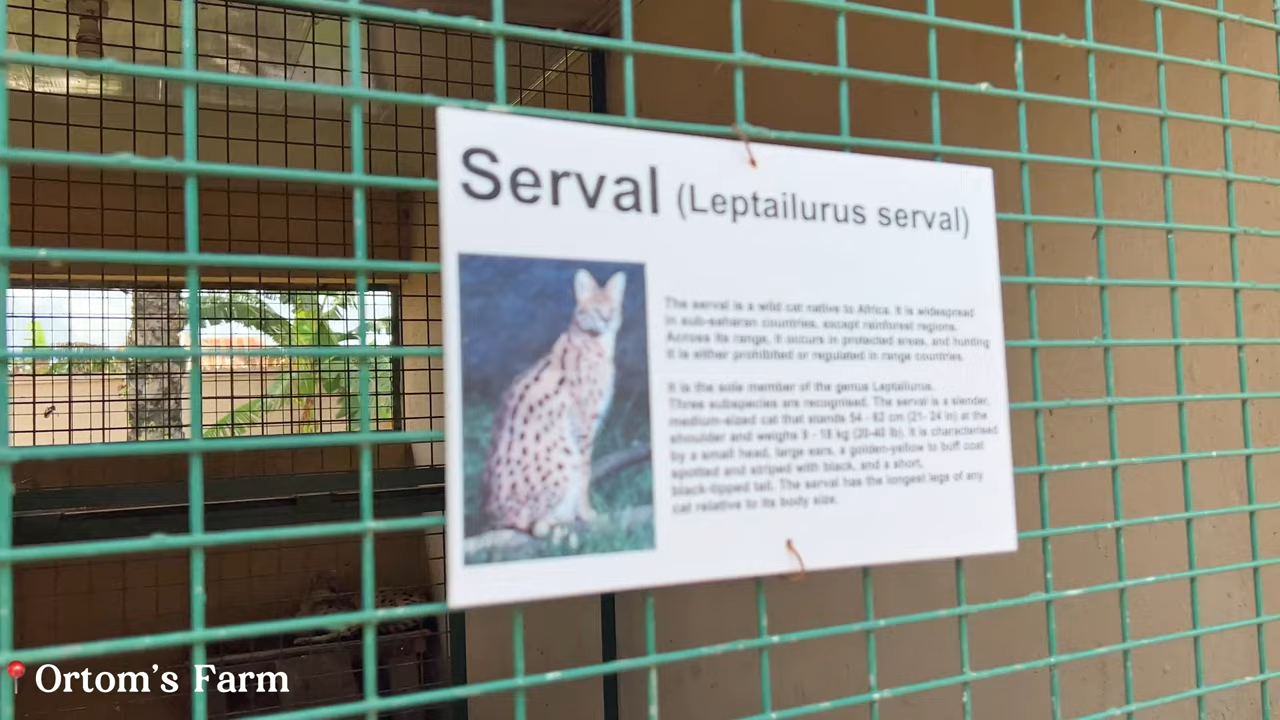 Serval (Leptailurus serval)
The serval is a wild cat native to Africa. It is widespread
in sub-saharan countries, except rainforest regions.
Across its range, it occurs in protected areas, and hunting
it is either prohibited or regulated in range countries.
It is the sole member of the genus Leptailurus.
Three subspecies are recognised. The serval is a slender,
medium-sized cat that stands 54 - 62 cm (21- 24 in) at the
shoulder and weighs 9 - 18 kg (20-40 lb). It is characterised
by a small head, large ears, a golden-yellow to buff coat
spotted and striped with black, and a short,
black-tipped tail. The serval has the longest legs of any
cat relative to its body size.
Ortom's Farm